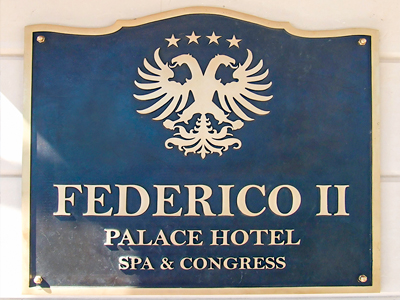 FEDERICO II
PALACE HOTEL
SPA & CONGRESS